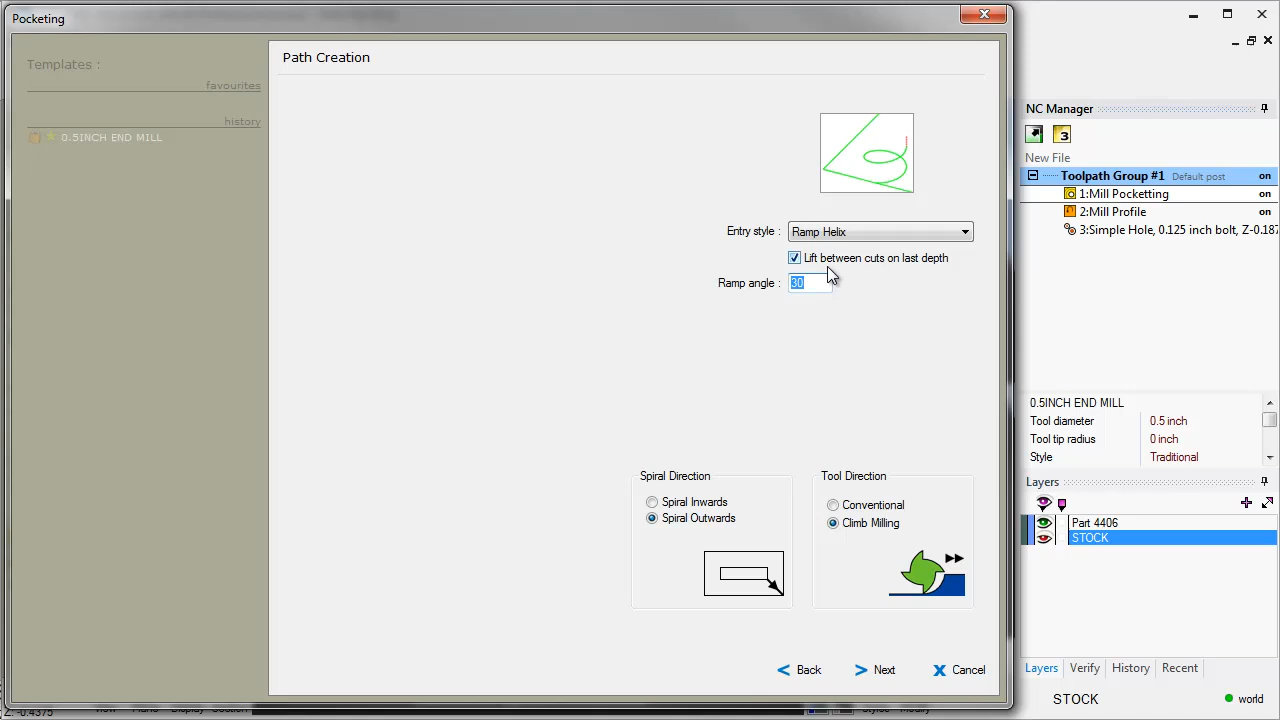 Pocketing
Templates :
favourites
history
0.5INCH END MILL
Path Creation
Entry style :
Ramp Helix
Lift between cuts on last depth
Ramp angle :
30
Spiral Direction
Spiral Inwards
Spiral Outwards
Tool Direction
Conventional
Climb Milling
Back
Next
Cancel
NC Manager
3
New File
Toolpath Group #1 Default post on
1:Mill Pocketting on
2:Mill Profile on
3:Simple Hole, 0.125 inch bolt, Z-0.187
0.5INCH END MILL
Tool diameter 0.5 inch
Tool tip radius 0 inch
Style Traditional
Layers
Part 4406
STOCK
Layers Verify History Recent
STOCK world
Z: -0.4375